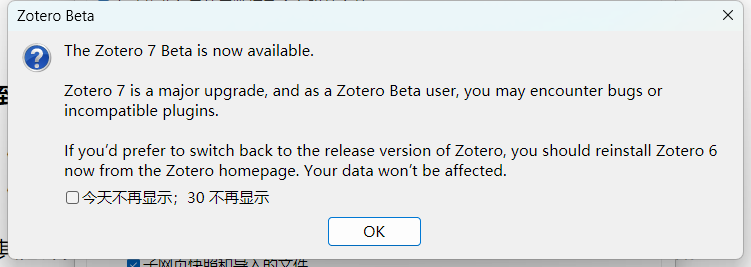 Zotero Beta
The Zotero 7 Beta is now available.
Zotero 7 is a major upgrade, and as a Zotero Beta user, you may encounter bugs or
incompatible plugins.
If you’d prefer to switch back to the release version of Zotero, you should reinstall Zotero 6
now from the Zotero homepage. Your data won’t be affected.
今天不再显示；30 不再显示
OK